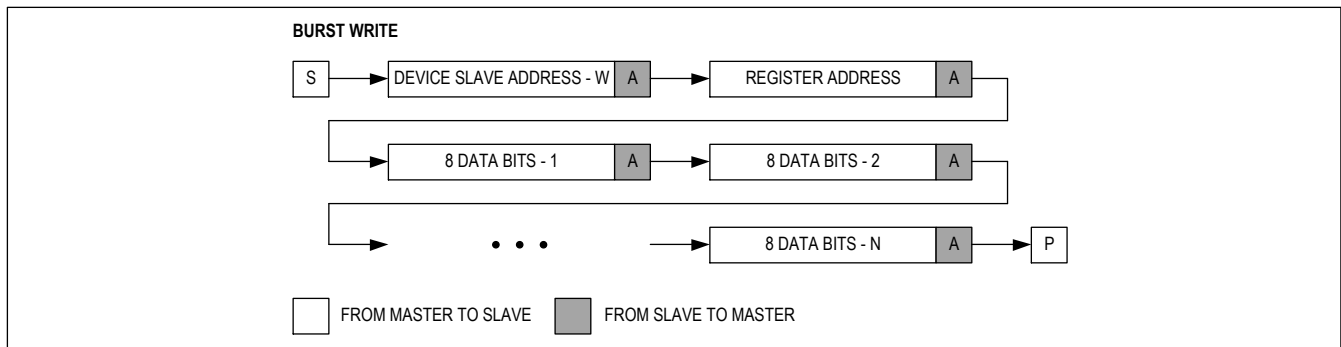 BURST WRITE
S DEVICE SLAVE ADDRESS - W A REGISTER ADDRESS A
8 DATA BITS - 1 A 8 DATA BITS - 2 A
• • • 8 DATA BITS - N A P
FROM MASTER TO SLAVE FROM SLAVE TO MASTER